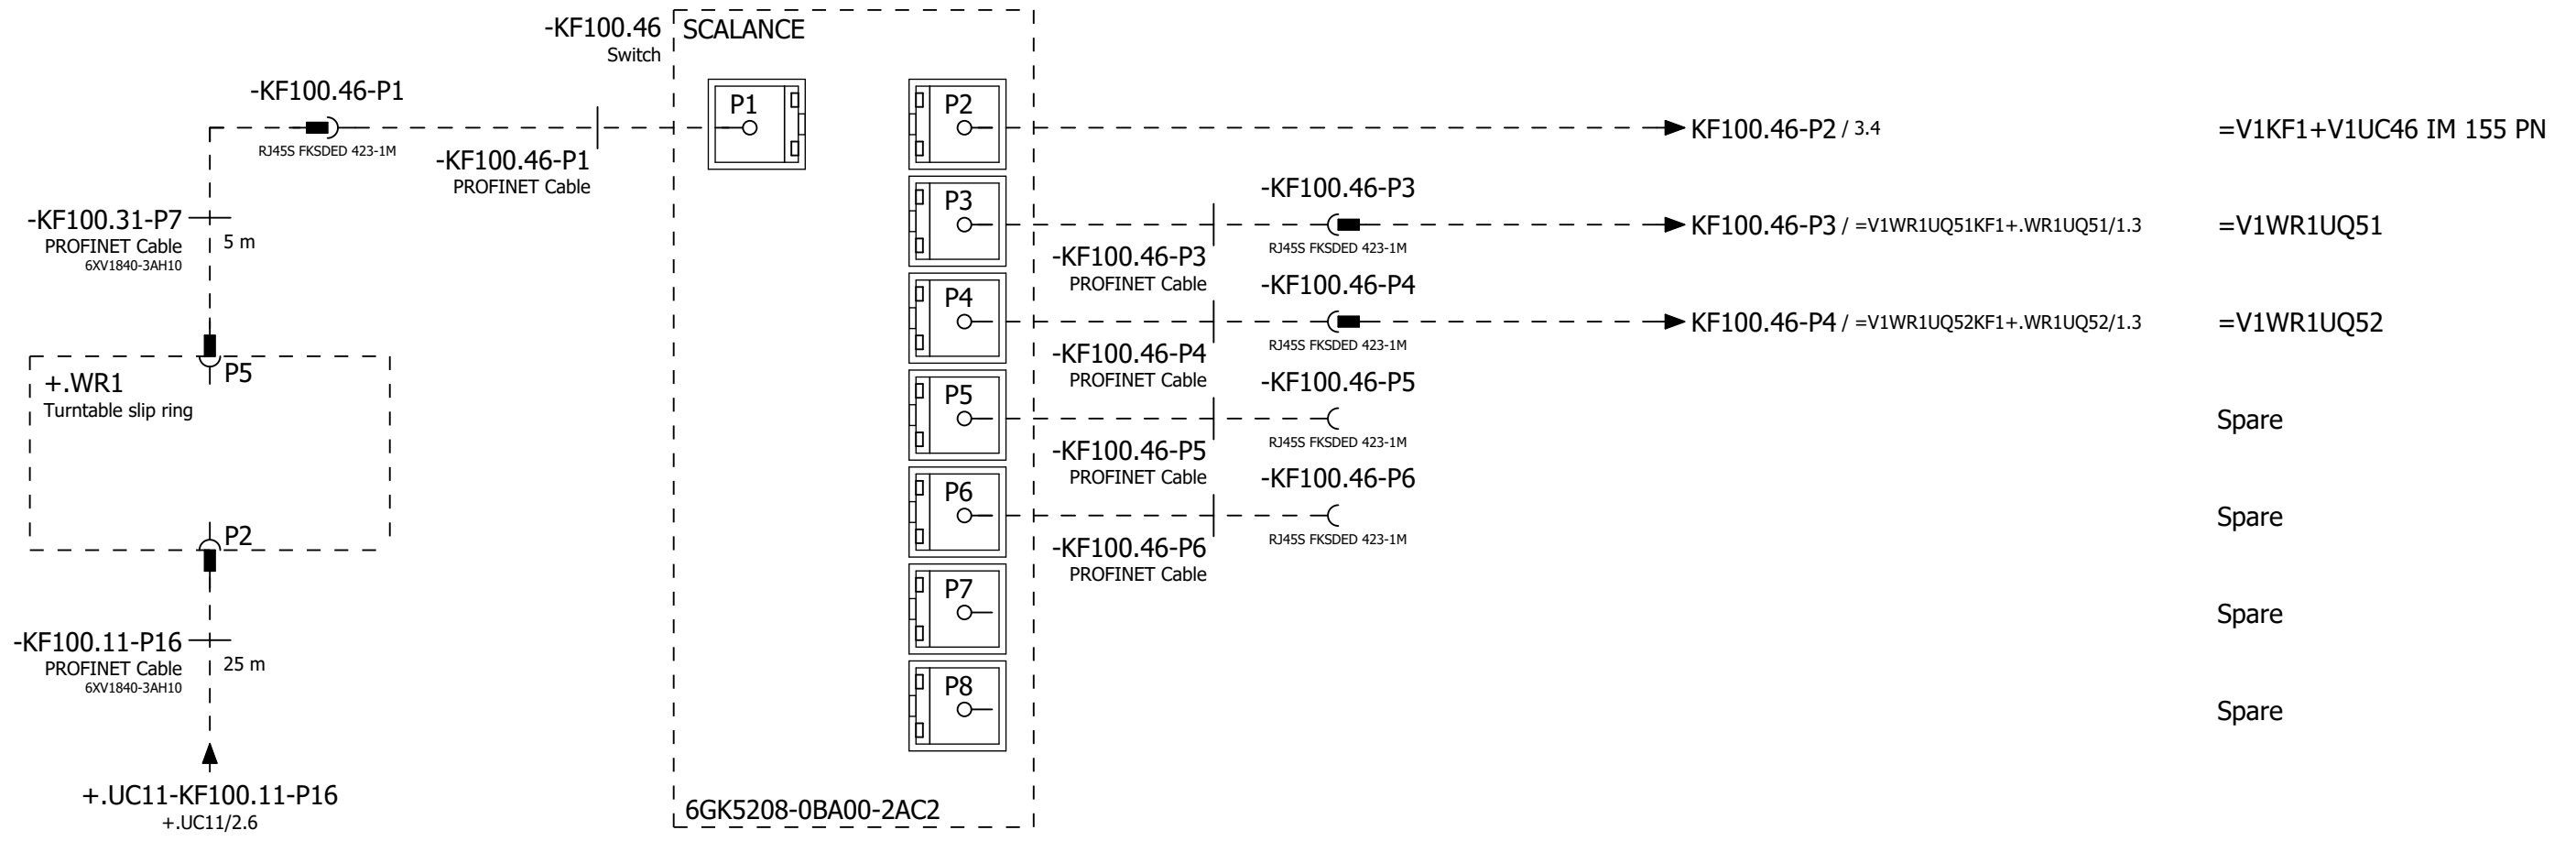 -KF100.46
Switch
SCALANCE
-KF100.46-P1
RJ45S FKSDED 423-1M
-KF100.46-P1
PROFINET Cable
-KF100.31-P7
PROFINET Cable
6XV1840-3AH10
5 m
+.WR1
Turntable slip ring
P5
P2
-KF100.11-P16
PROFINET Cable
6XV1840-3AH10
25 m
+.UC11-KF100.11-P16
+.UC11/2.6
P1
P2
P3
P4
P5
P6
P7
P8
6GK5208-0BA00-2AC2
KF100.46-P2 / 3.4
=V1KF1+V1UC46 IM 155 PN
-KF100.46-P3
PROFINET Cable
-KF100.46-P3
RJ45S FKSDED 423-1M
KF100.46-P3 / =V1WR1UQ51KF1+.WR1UQ51/1.3
=V1WR1UQ51
-KF100.46-P4
PROFINET Cable
-KF100.46-P4
RJ45S FKSDED 423-1M
KF100.46-P4 / =V1WR1UQ52KF1+.WR1UQ52/1.3
=V1WR1UQ52
-KF100.46-P5
PROFINET Cable
-KF100.46-P5
RJ45S FKSDED 423-1M
Spare
-KF100.46-P6
PROFINET Cable
-KF100.46-P6
RJ45S FKSDED 423-1M
Spare
Spare
Spare